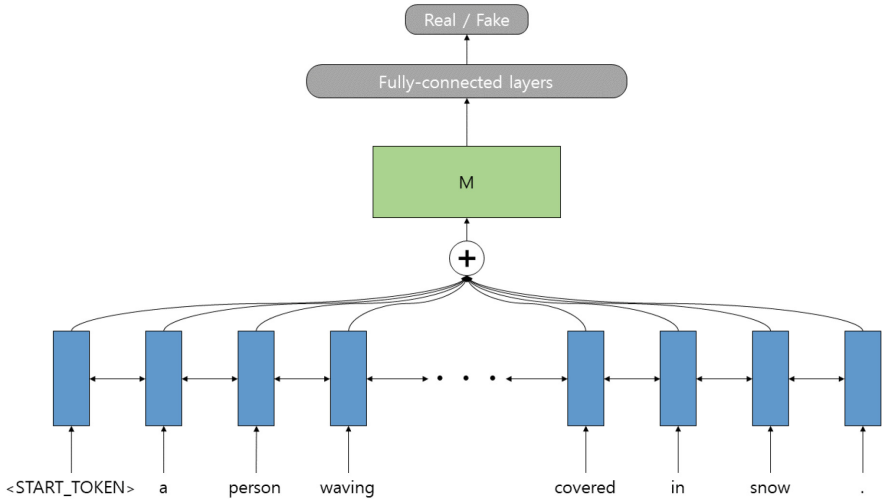 Real / Fake
Fully-connected layers
M
+
. . .
<START_TOKEN> a person waving covered in snow .